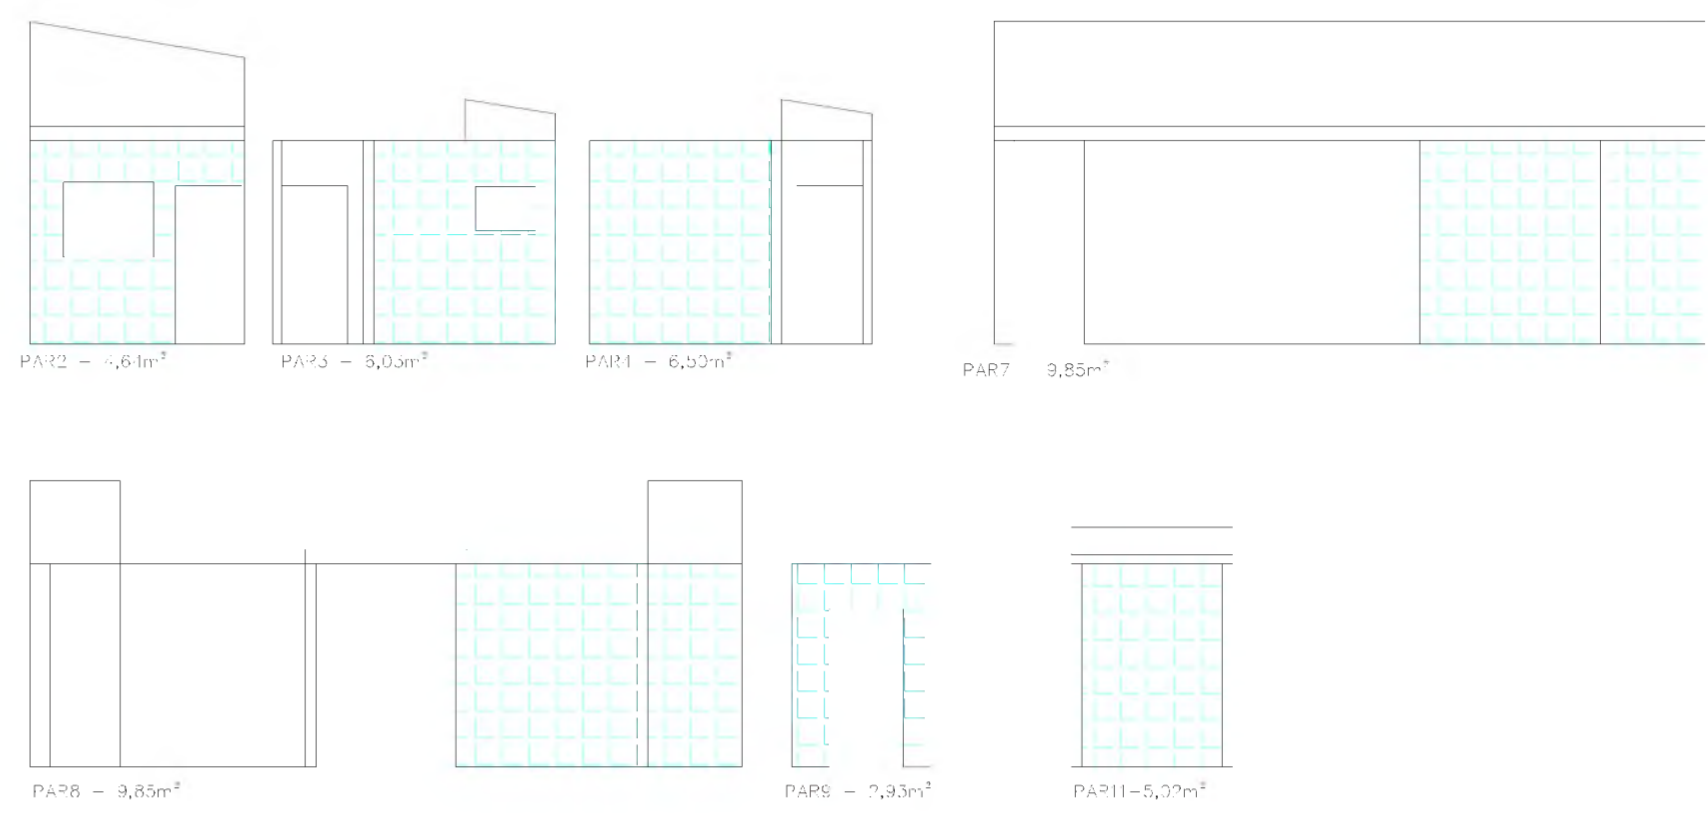 PAR2 - 4,64m²
PAR3 - 6,03m²
PAR4 - 6,50m²
PAR7 9,85m²
PAR8 - 9,85m²
PAR9 - 2,93m²
PAR11-5,02m²